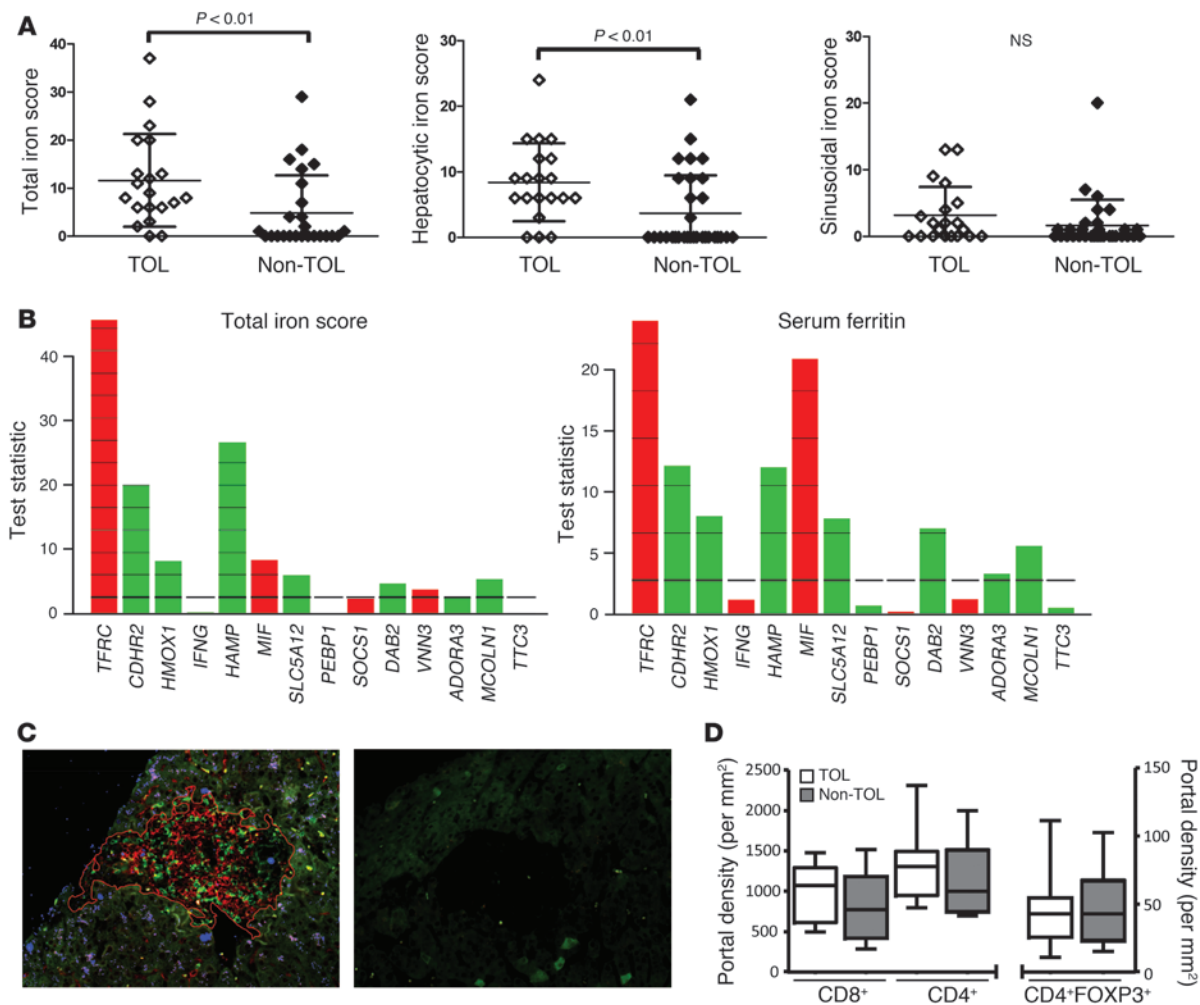 A
P < 0.01
Total iron score
40
30
20
10
0
TOL
Non-TOL
P < 0.01
Hepatocytic iron score
30
20
10
0
TOL
Non-TOL
NS
Sinusoidal iron score
30
20
10
0
TOL
Non-TOL
B
Total iron score
Test statistic
40
30
20
10
0
TFRC
CDHR2
HMOX1
IFNG
HAMP
MIF
SLC5A12
PEBP1
SOCS1
DAB2
VNN3
ADORA3
MCOLN1
TTC3
Serum ferritin
Test statistic
20
15
10
5
0
TFRC
CDHR2
HMOX1
IFNG
HAMP
MIF
SLC5A12
PEBP1
SOCS1
DAB2
VNN3
ADORA3
MCOLN1
TTC3
C
D
Portal density (per mm²)
2500
2000
1500
1000
500
0
TOL
Non-TOL
150
100
50
0
Portal density (per mm²)
CD8⁺
CD4⁺
CD4⁺FOXP3⁺